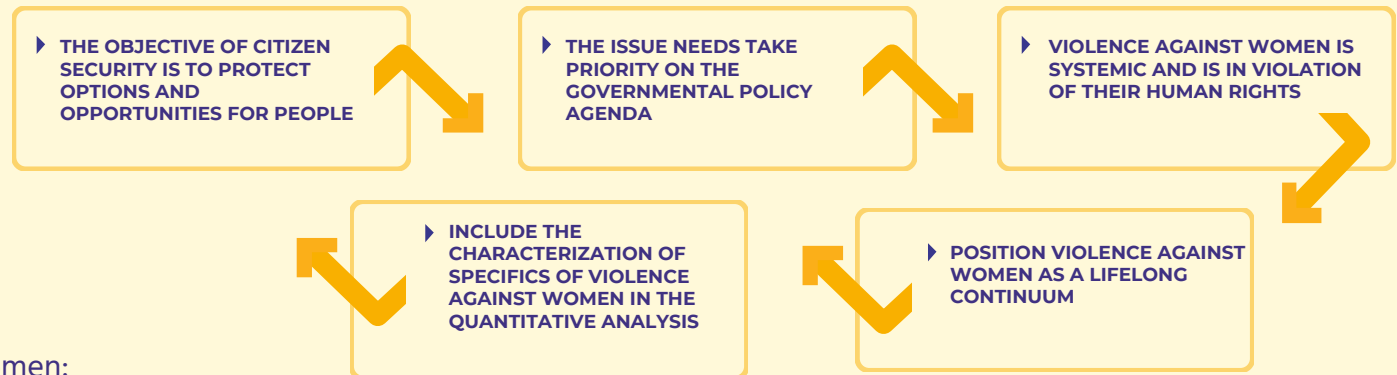 THE OBJECTIVE OF CITIZEN
SECURITY IS TO PROTECT
OPTIONS AND
OPPORTUNITIES FOR PEOPLE
THE ISSUE NEEDS TAKE
PRIORITY ON THE
GOVERNMENTAL POLICY
AGENDA
VIOLENCE AGAINST WOMEN IS
SYSTEMIC AND IS IN VIOLATION
OF THEIR HUMAN RIGHTS
POSITION VIOLENCE AGAINST
WOMEN AS A LIFELONG
CONTINUUM
INCLUDE THE
CHARACTERIZATION OF
SPECIFICS OF VIOLENCE
AGAINST WOMEN IN THE
QUANTITATIVE ANALYSIS
men: